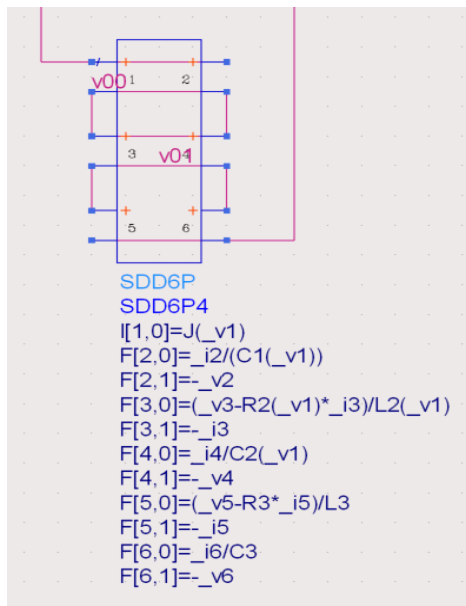 v00
1 2
3 4
v01
5 6
SDD6P
SDD6P4
I[1,0]=J(_v1)
F[2,0]=_i2/(C1(_v1))
F[2,1]=-_v2
F[3,0]=(_v3-R2(_v1)*_i3)/L2(_v1)
F[3,1]=-_i3
F[4,0]=_i4/C2(_v1)
F[4,1]=-_v4
F[5,0]=(_v5-R3*_i5)/L3
F[5,1]=-_i5
F[6,0]=_i6/C3
F[6,1]=-_v6